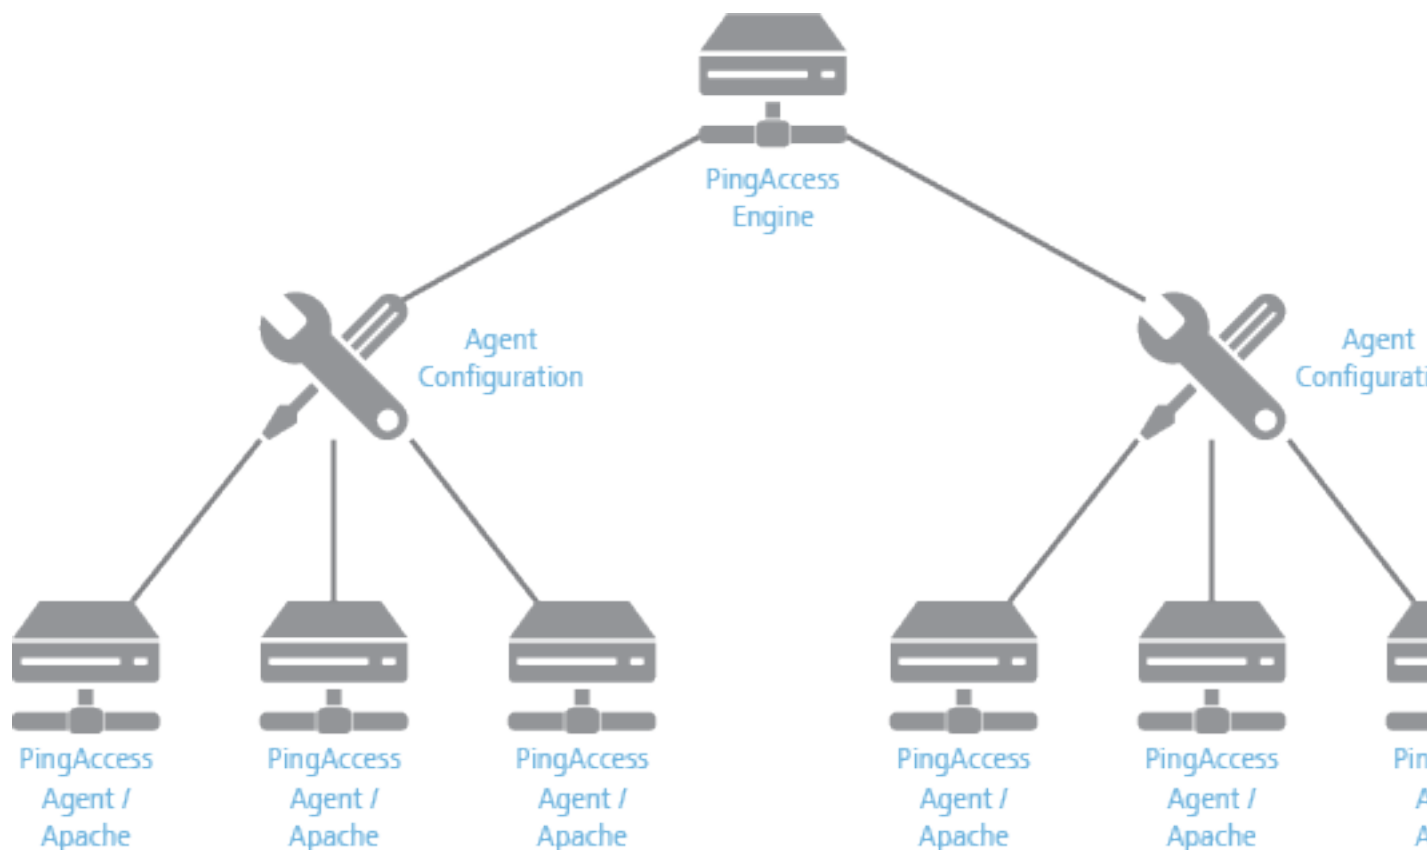 PingAccess
Engine
Agent
Configuration
Agent
PingAccess
Agent /
Apache
PingAccess
Agent /
Apache
PingAccess
Agent /
Apache
PingAccess
Agent /
Apache
PingAccess
Agent /
Apache